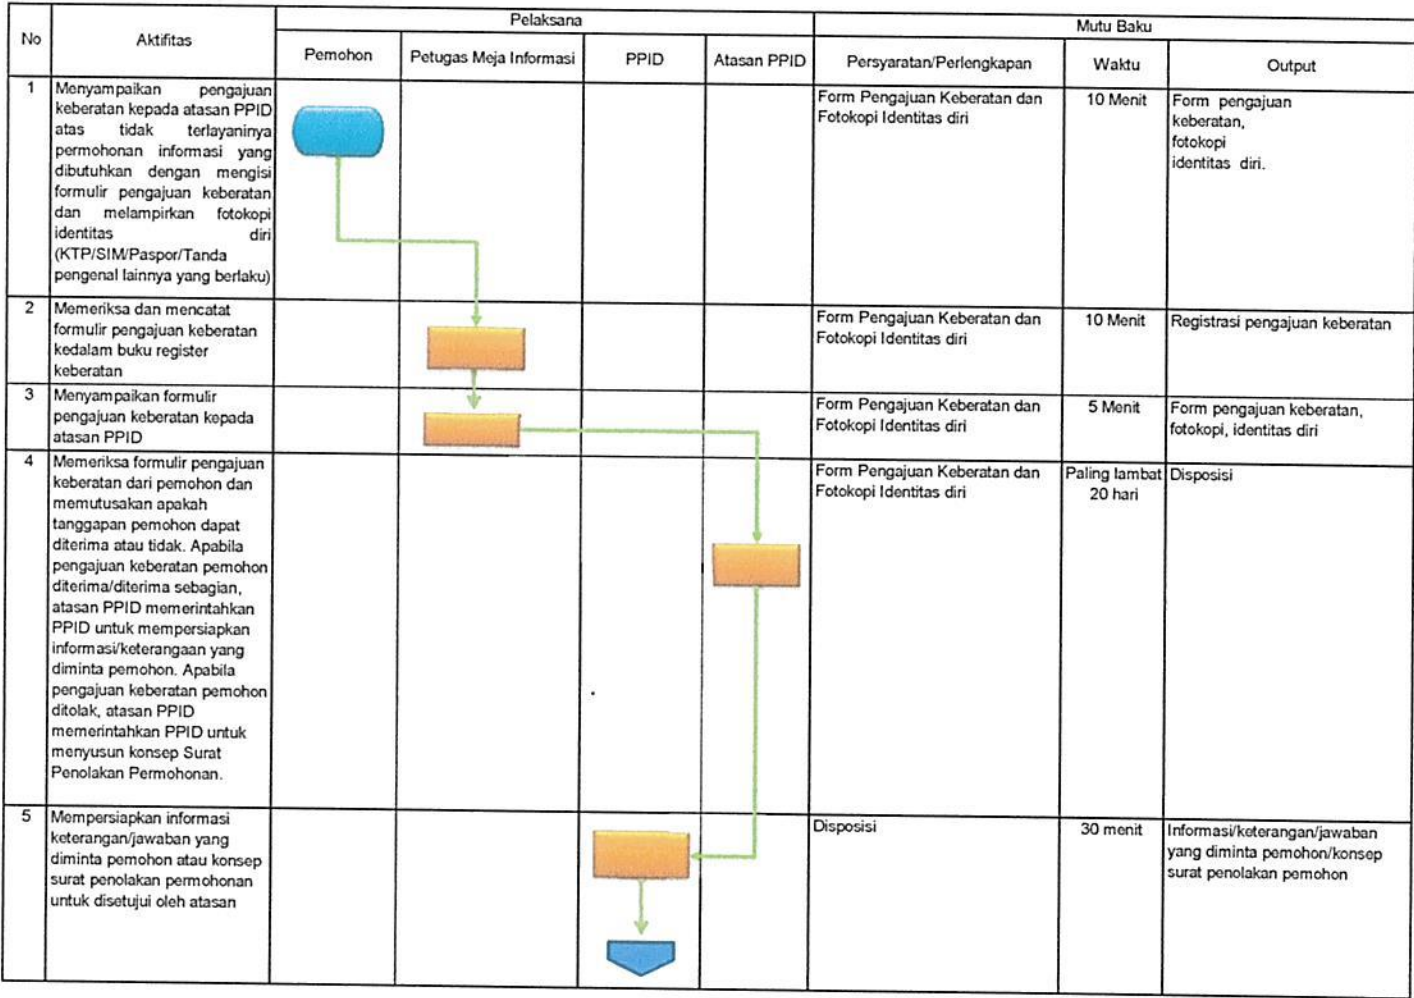 No
Aktifitas
Pelaksana
Mutu Baku
Pemohon
Petugas Meja Informasi
PPID
Atasan PPID
Persyaratan/Perlengkapan
Waktu
Output
1
Menyampaikan pengajuan
keberatan kepada atasan PPID
atas tidak terlayaninya
permohonan informasi yang
dibutuhkan dengan mengisi
formulir pengajuan keberatan
dan melampirkan fotokopi
identitas diri
(KTP/SIM/Paspor/Tanda
pengenal lainnya yang berlaku)
Form Pengajuan Keberatan dan
Fotokopi Identitas diri
10 Menit
Form pengajuan
keberatan,
fotokopi
identitas diri.
2
Memeriksa dan mencatat
formulir pengajuan keberatan
kedalam buku register
keberatan
Form Pengajuan Keberatan dan
Fotokopi Identitas diri
10 Menit
Registrasi pengajuan keberatan
3
Menyampaikan formulir
pengajuan keberatan kepada
atasan PPID
Form Pengajuan Keberatan dan
Fotokopi Identitas diri
5 Menit
Form pengajuan keberatan,
fotokopi, identitas diri
4
Memeriksa formulir pengajuan
keberatan dari pemohon dan
memutusakan apakah
tanggapan pemohon dapat
diterima atau tidak. Apabila
pengajuan keberatan pemohon
diterima/diterima sebagian,
atasan PPID memerintahkan
PPID untuk mempersiapkan
informasi/keterangaan yang
diminta pemohon. Apabila
pengajuan keberatan pemohon
ditolak, atasan PPID
memerintahkan PPID untuk
menyusun konsep Surat
Penolakan Permohonan.
Form Pengajuan Keberatan dan
Fotokopi Identitas diri
Paling lambat
20 hari
Disposisi
5
Mempersiapkan informasi
keterangan/jawaban yang
diminta pemohon atau konsep
surat penolakan permohonan
untuk disetujui oleh atasan
Disposisi
30 menit
Informasi/keterangan/jawaban
yang diminta pemohon/konsep
surat penolakan pemohon